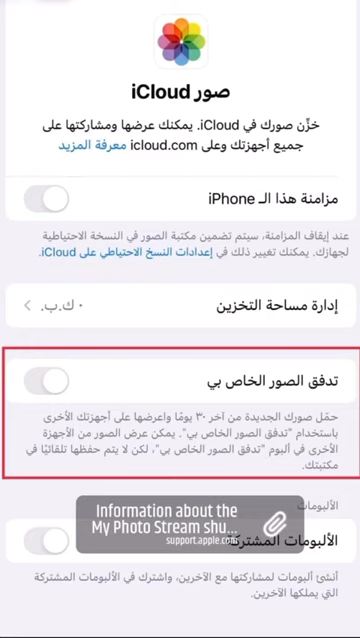 صور iCloud
خزِّن صورك في iCloud. يمكنك عرضها ومشاركتها على
جميع أجهزتك وعلى icloud.com معرفة المزيد
مزامنة هذا الـ iPhone
عند إيقاف المزامنة، سيتم تضمين مكتبة الصور في النسخة الاحتياطية
لجهازك. يمكنك تغيير ذلك في إعدادات النسخ الاحتياطي على iCloud.
إدارة مساحة التخزين
٠ ك.ب.
تدفق الصور الخاص بي
حمّل صورك الجديدة من آخر ٣٠ يومًا واعرضها على أجهزتك الأخرى
باستخدام "تدفق الصور الخاص بي". يمكن عرض الصور من الأجهزة
الأخرى في ألبوم "تدفق الصور الخاص بي"، لكن لا يتم حفظها تلقائيًا في
مكتبتك.
الألبومات
Information about the
My Photo Stream shu...
support.apple.com
الألبومات المشتركة
أنشئ ألبومات لمشاركتها مع الآخرين، واشترك في الألبومات المشتركة
التي يملكها الآخرين.